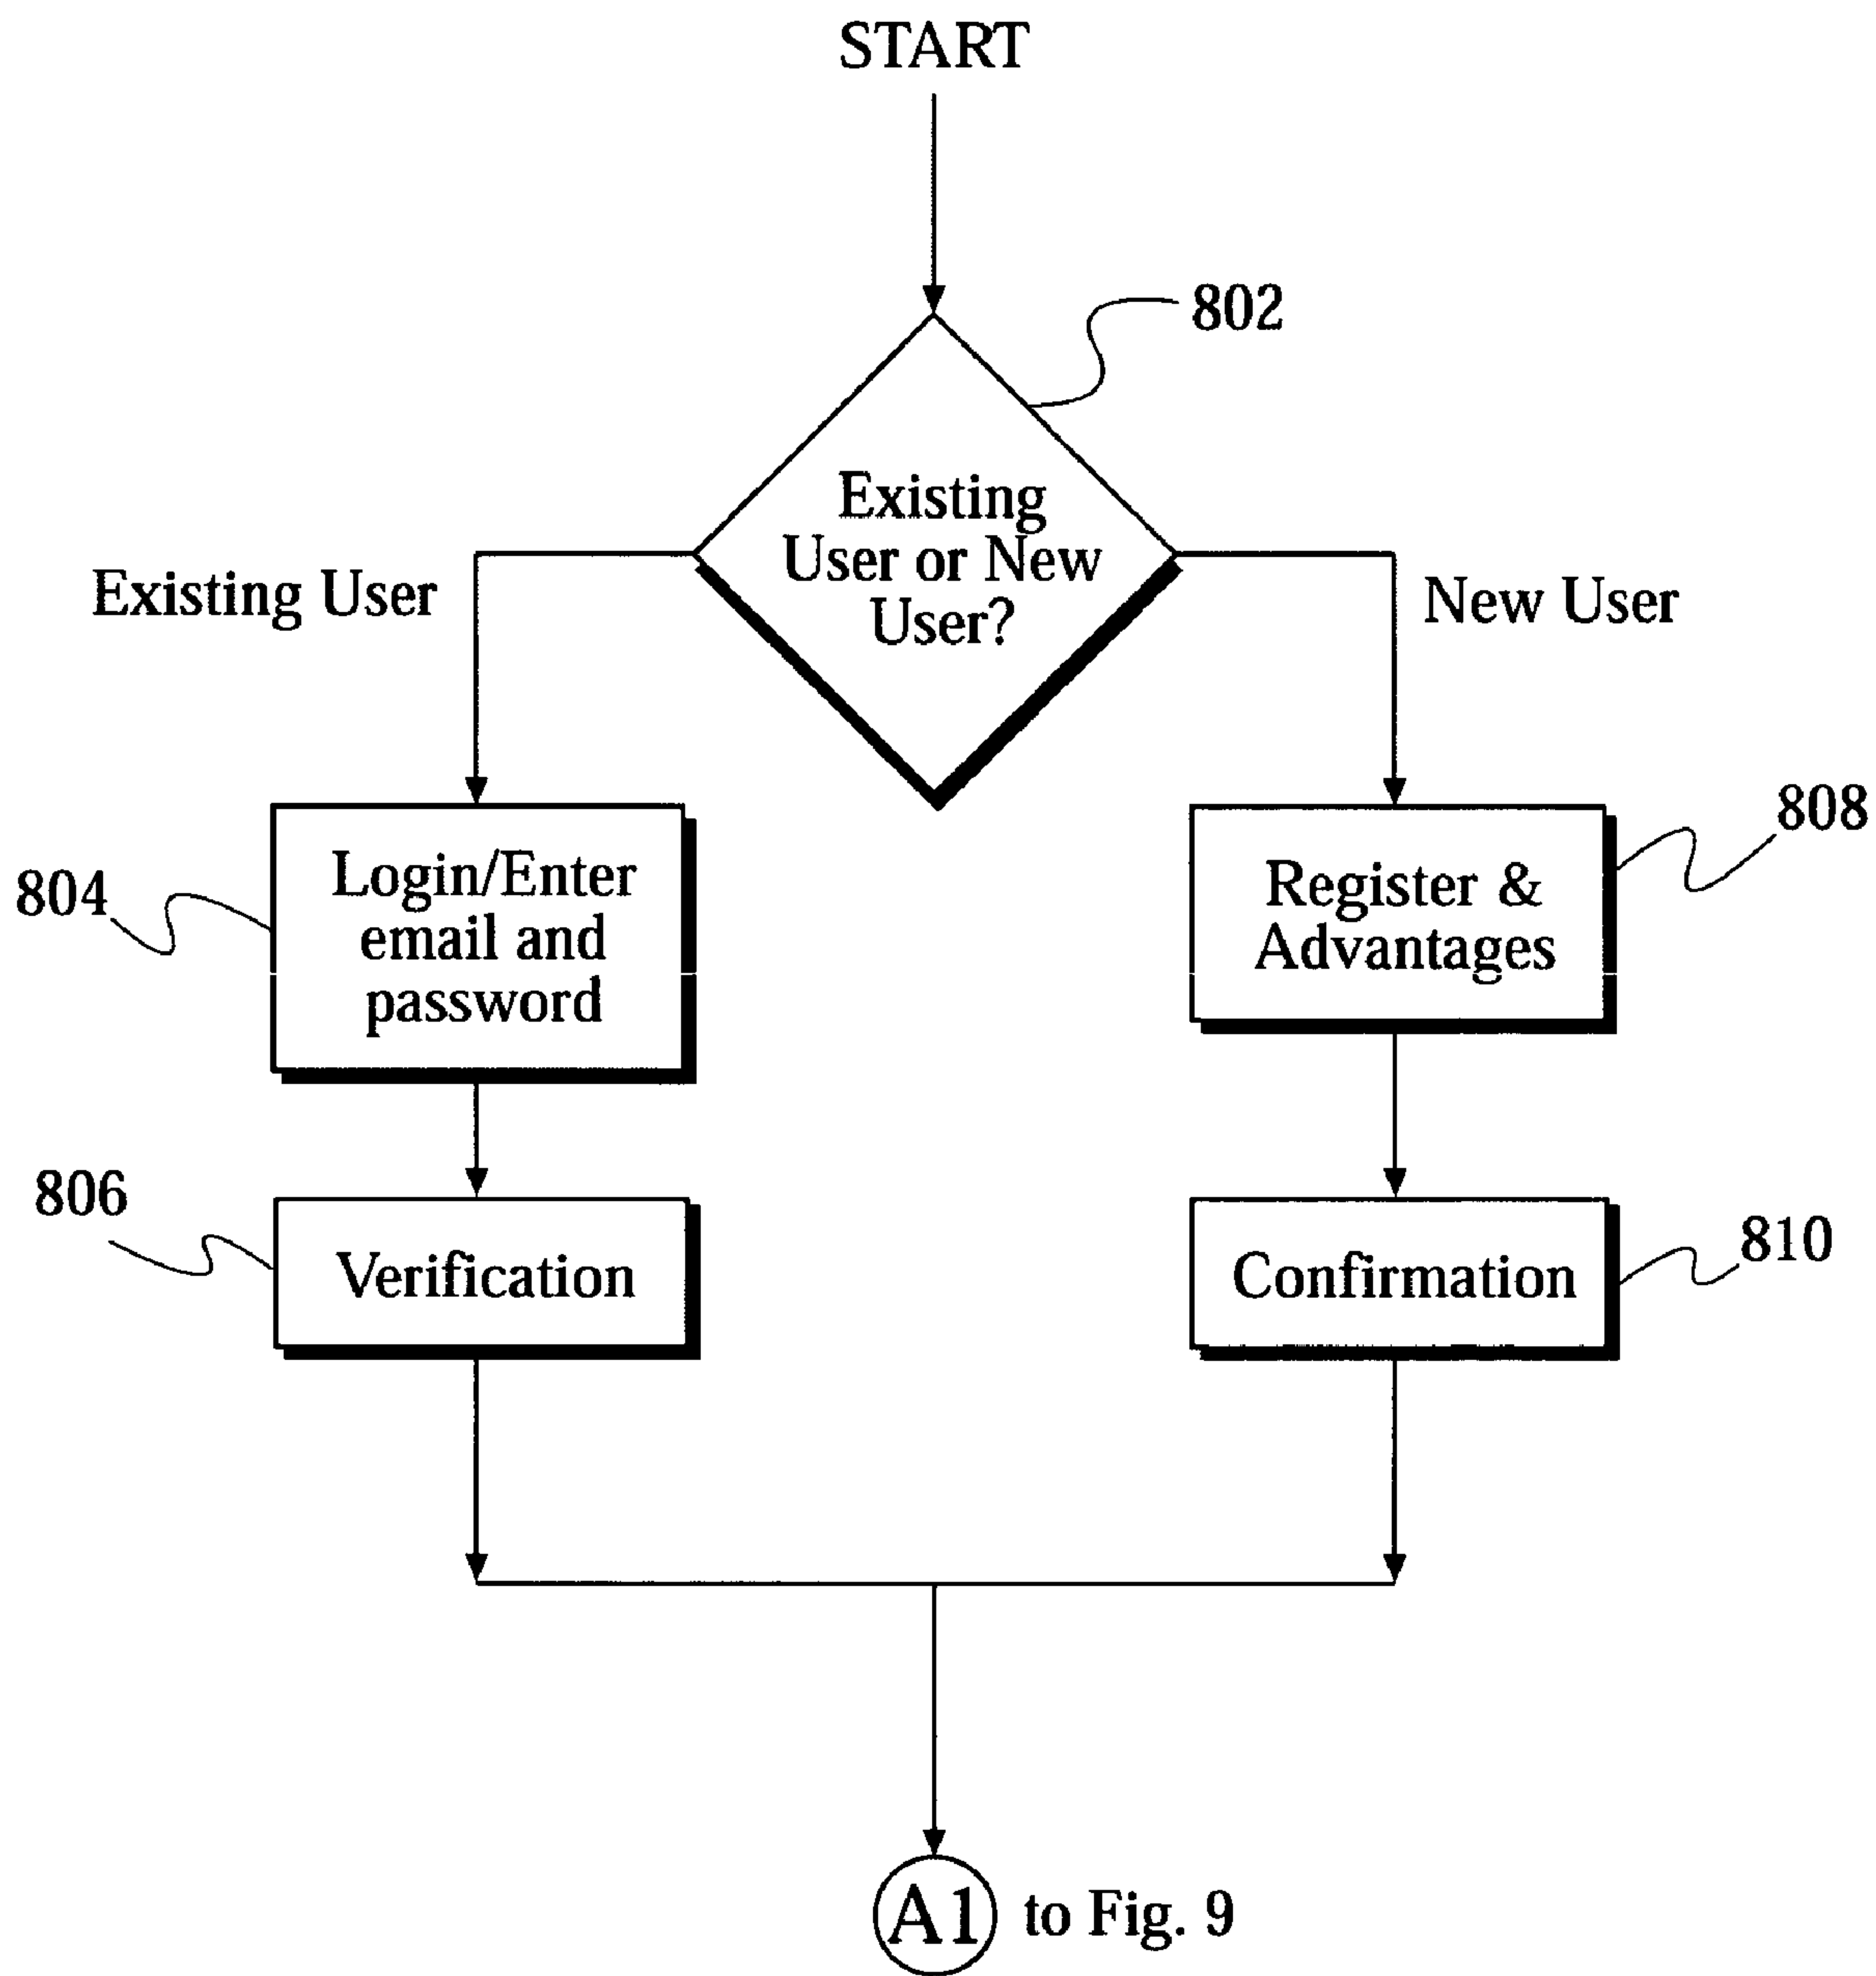 START
802
Existing
User or New
User?
Existing User
New User
804
Login/Enter
email and
password
808
Register &
Advantages
806
Verification
810
Confirmation
A1 to Fig. 9